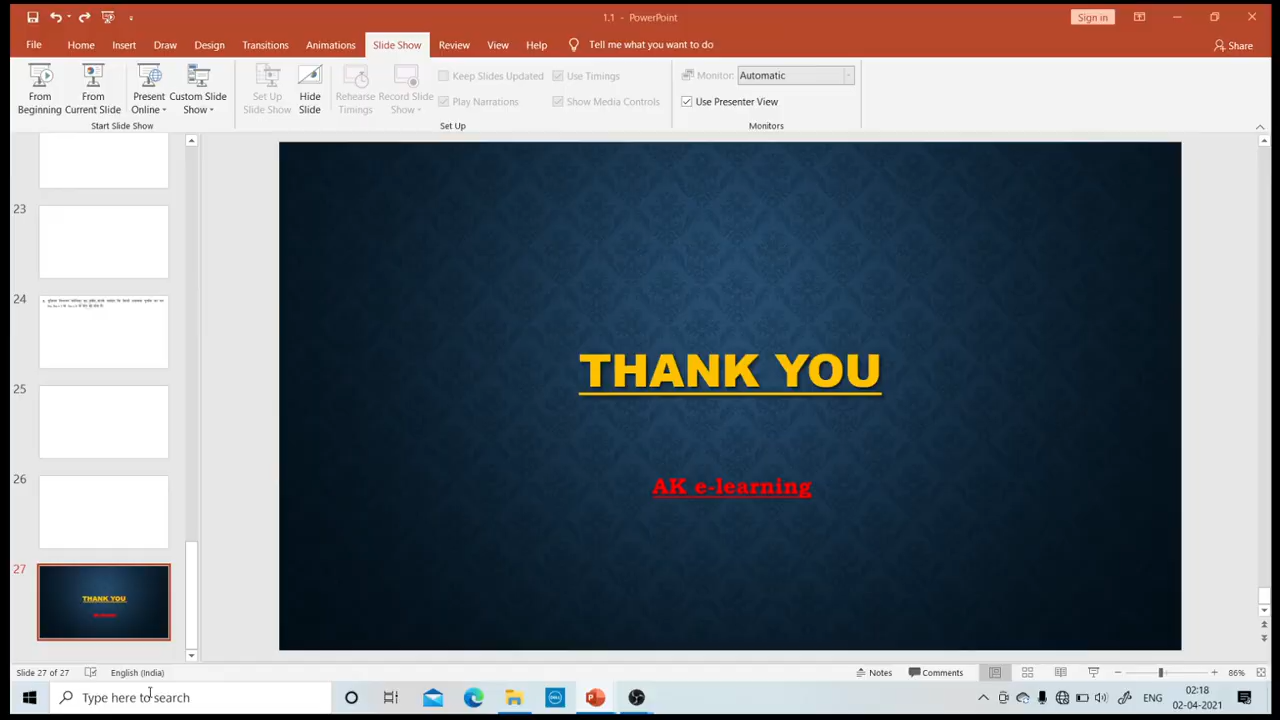 1.1 - PowerPoint
Sign in
File Home Insert Draw Design Transitions Animations Slide Show Review View Help Tell me what you want to do Share
From Beginning
From Current Slide
Present Online
Custom Slide Show
Start Slide Show
Set Up Slide Show
Hide Slide
Rehearse Timings
Record Slide Show
Keep Slides Updated
Play Narrations
Use Timings
Show Media Controls
Set Up
Monitor: Automatic
Use Presenter View
Monitors
23
24
25
26
27
THANK YOU
THANK YOU
AK e-learning
Slide 27 of 27 English (India) Notes Comments 86%
Type here to search
DELL
ENG
02:18
02-04-2021